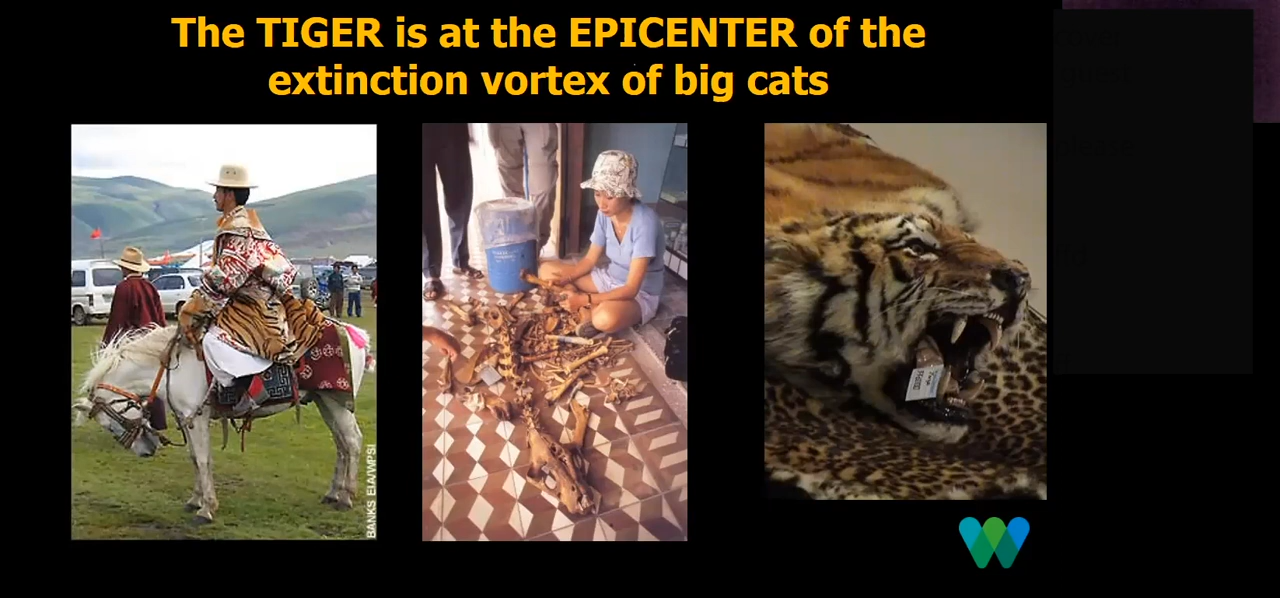 The TIGER is at the EPICENTER of the
extinction vortex of big cats
BANKS EIA/WPSI